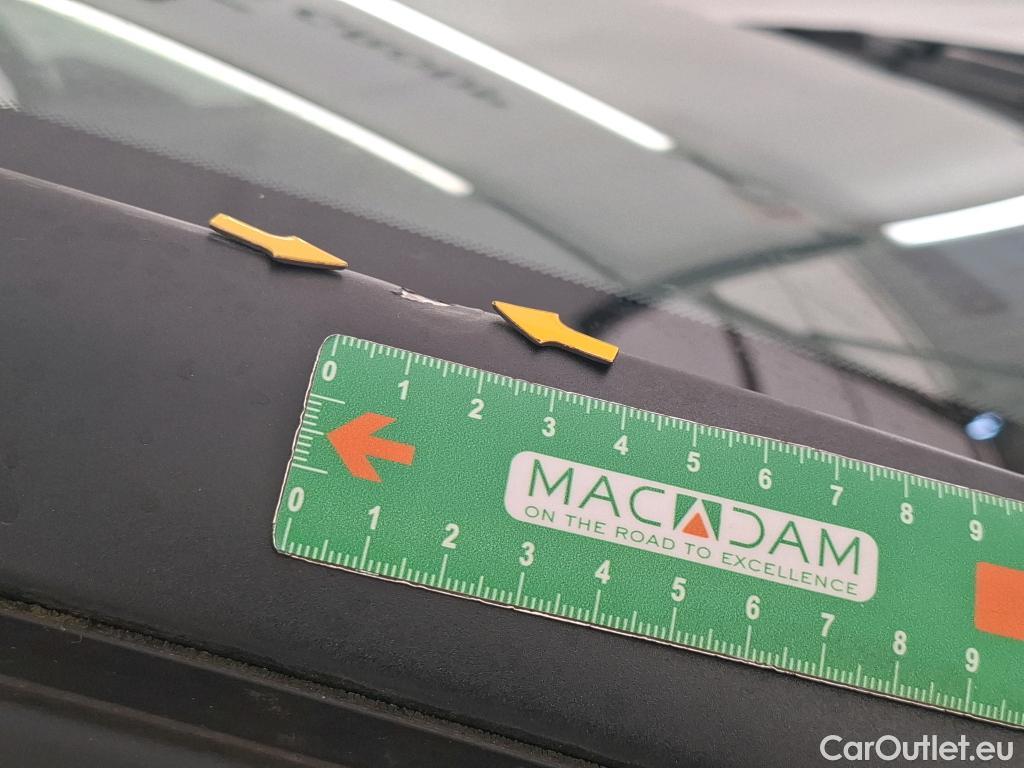 0 1 2 3 4 5 6 7 8 9
MACADAM
ON THE ROAD TO EXCELLENCE
0 1 2 3 4 5 6 7 8 9
CarOutlet.eu